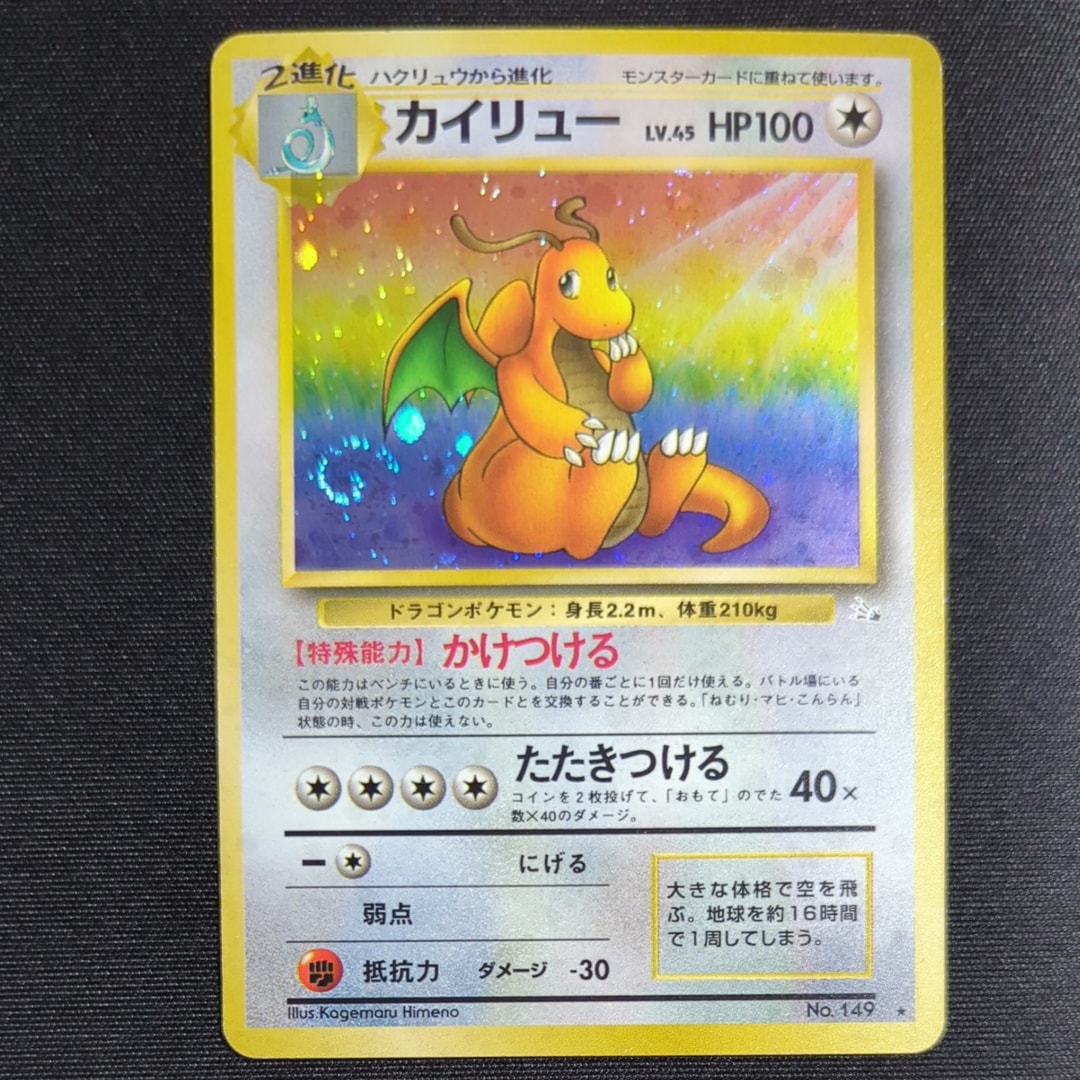 2進化 ハクリュウから進化 モンスターカードに重ねて使います。
カイリュー LV.45 HP100
ドラゴンポケモン：身長2.2m、体重210kg
【特殊能力】かけつける
この能力はベンチにいるときに使う。自分の番ごとに1回だけ使える。バトル場にいる
自分の対戦ポケモンとこのカードとを交換することができる。「ねむり・マヒ・こんらん」
状態の時、この力は使えない。
たたきつける
コインを2枚投げて、「おもて」のでた
数×40のダメージ。
40×
にげる
弱点
抵抗力 ダメージ -30
大きな体格で空を飛
ぶ。地球を約16時間
で1周してしまう。
Illus.Kagemaru Himeno
No. 149 ★